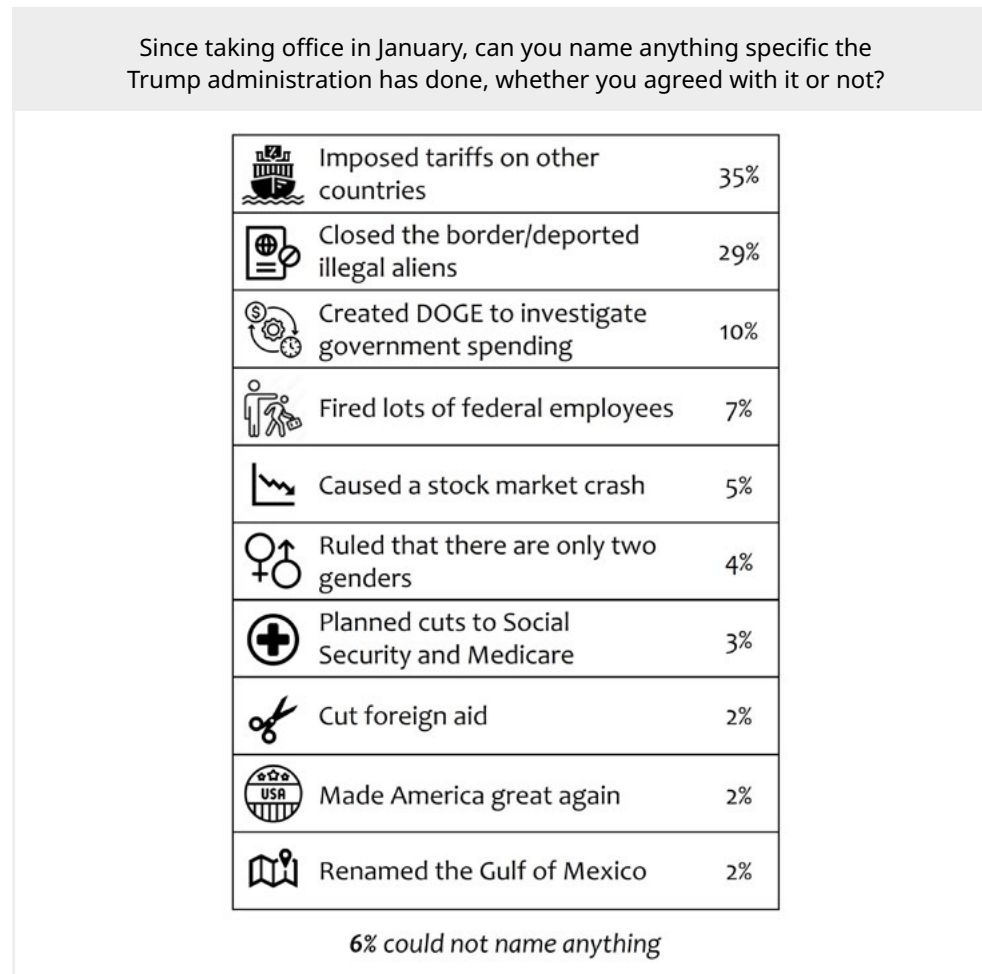 Since taking office in January, can you name anything specific the
Trump administration has done, whether you agreed with it or not?
Imposed tariffs on other
countries
35%
Closed the border/deported
illegal aliens
29%
Created DOGE to investigate
government spending
10%
Fired lots of federal employees
7%
Caused a stock market crash
5%
Ruled that there are only two
genders
4%
Planned cuts to Social
Security and Medicare
3%
Cut foreign aid
2%
USA
Made America great again
2%
Renamed the Gulf of Mexico
2%
6% could not name anything